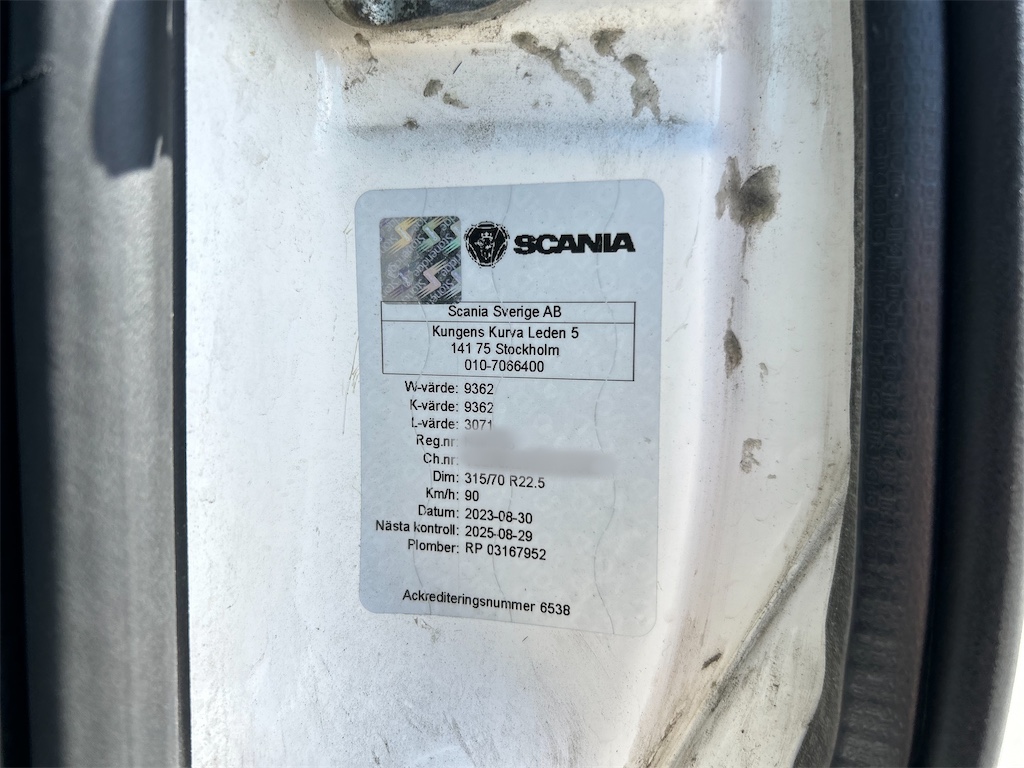 SCANIA
Scania Sverige AB
Kungens Kurva Leden 5
141 75 Stockholm
010-7066400
W-värde: 9362
K-värde: 9362
L-värde: 3071
Reg.nr:
Ch.nr:
Dim: 315/70 R22.5
Km/h: 90
Datum: 2023-08-30
Nästa kontroll: 2025-08-29
Plomber: RP 03167952
Ackrediteringsnummer 6538